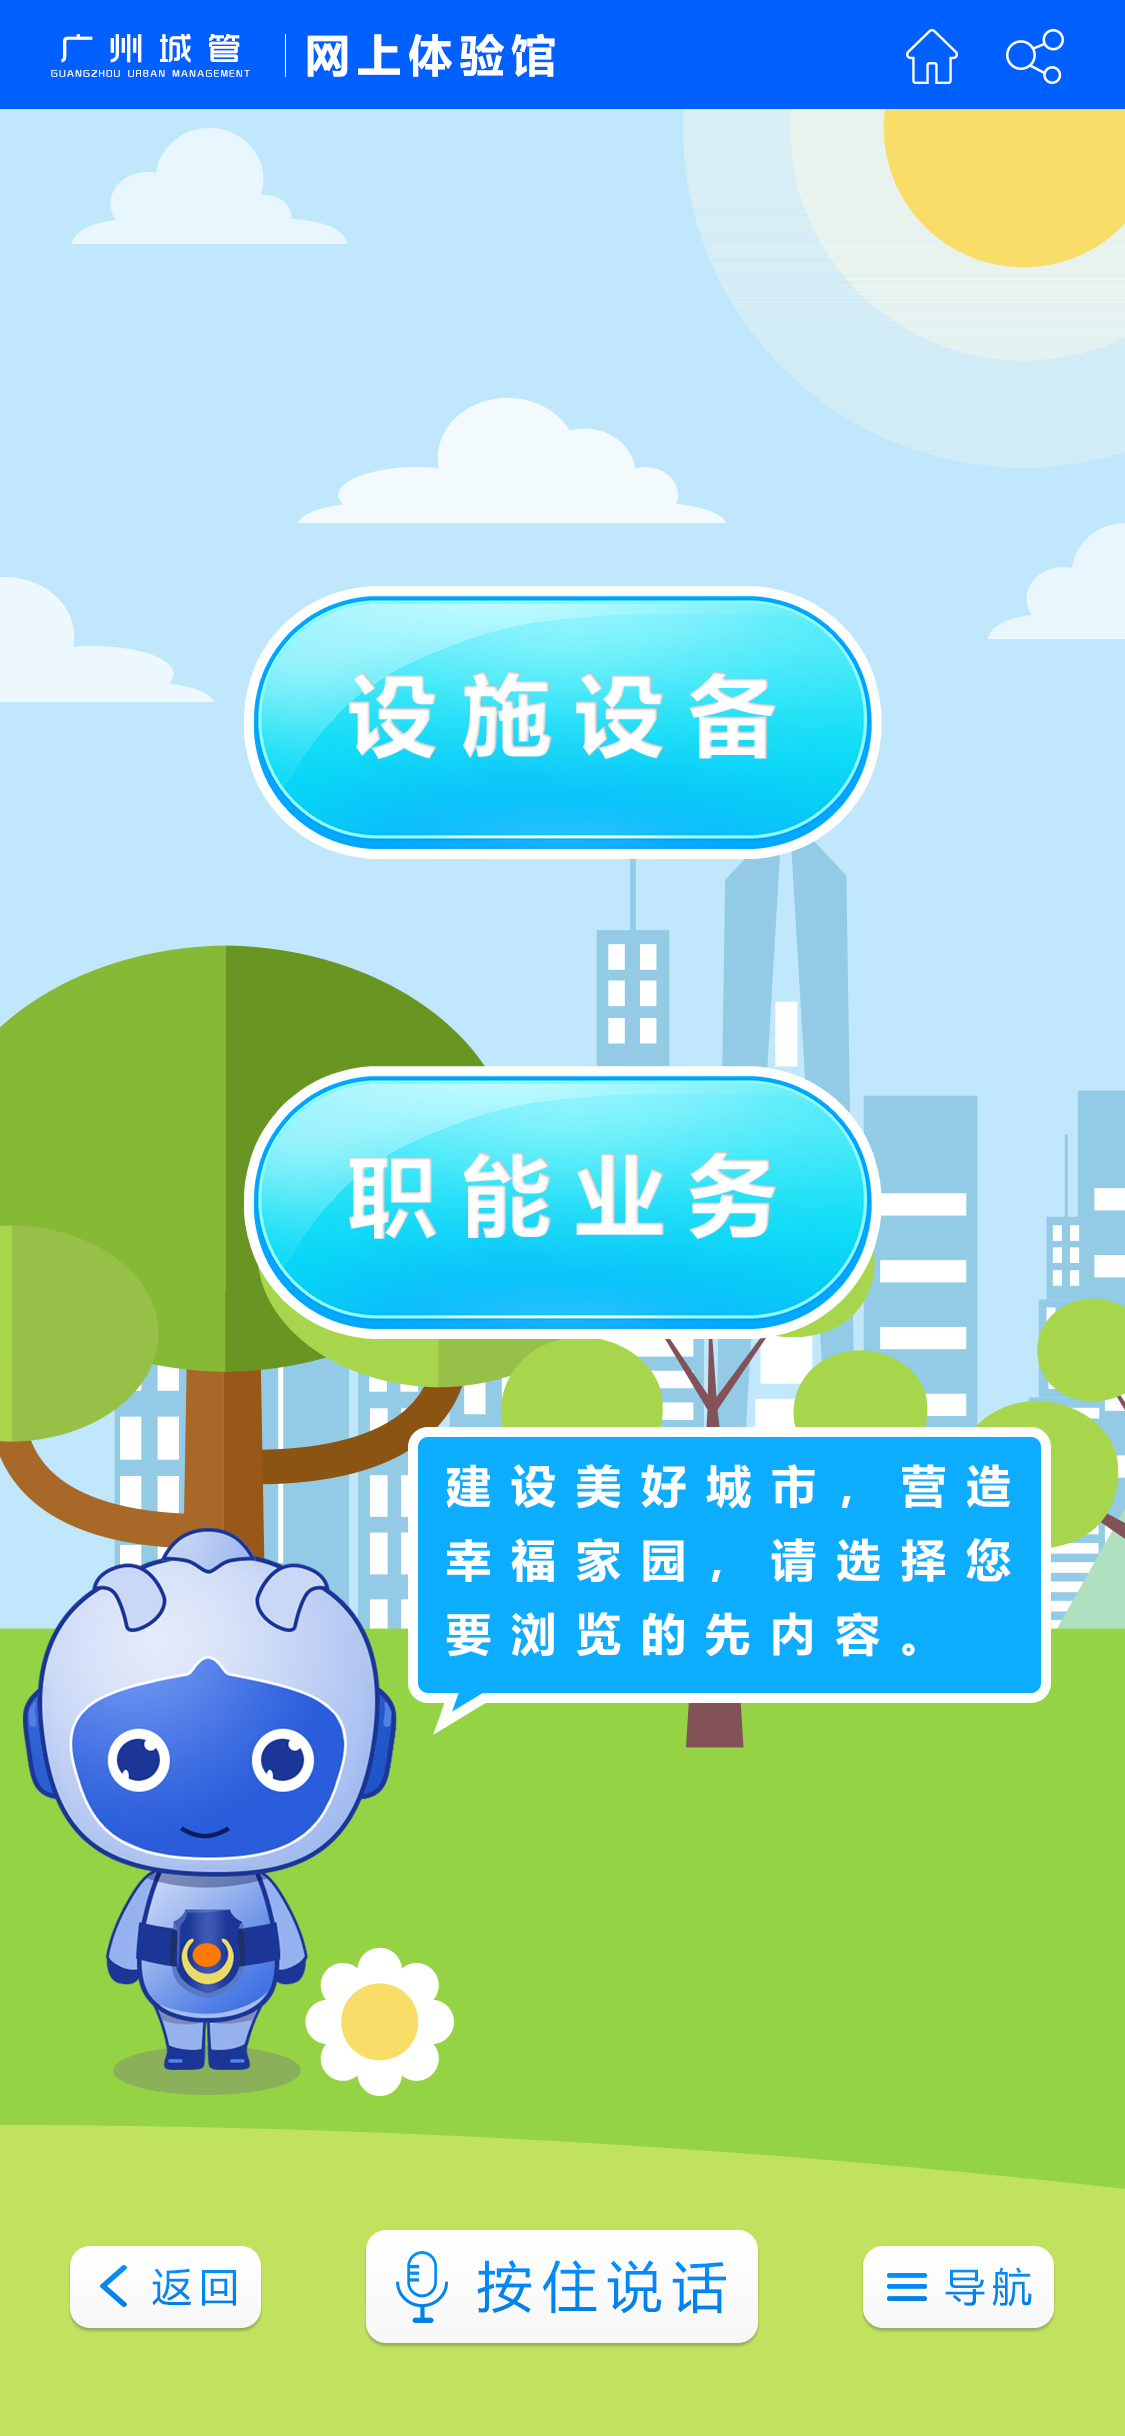 广州城管
GUANGZHOU URBAN MANAGEMENT
网上体验馆
设施设备
职能业务
建设美好城市，营造
幸福家园，请选择您
要浏览的先内容。
返回
按住说话
导航